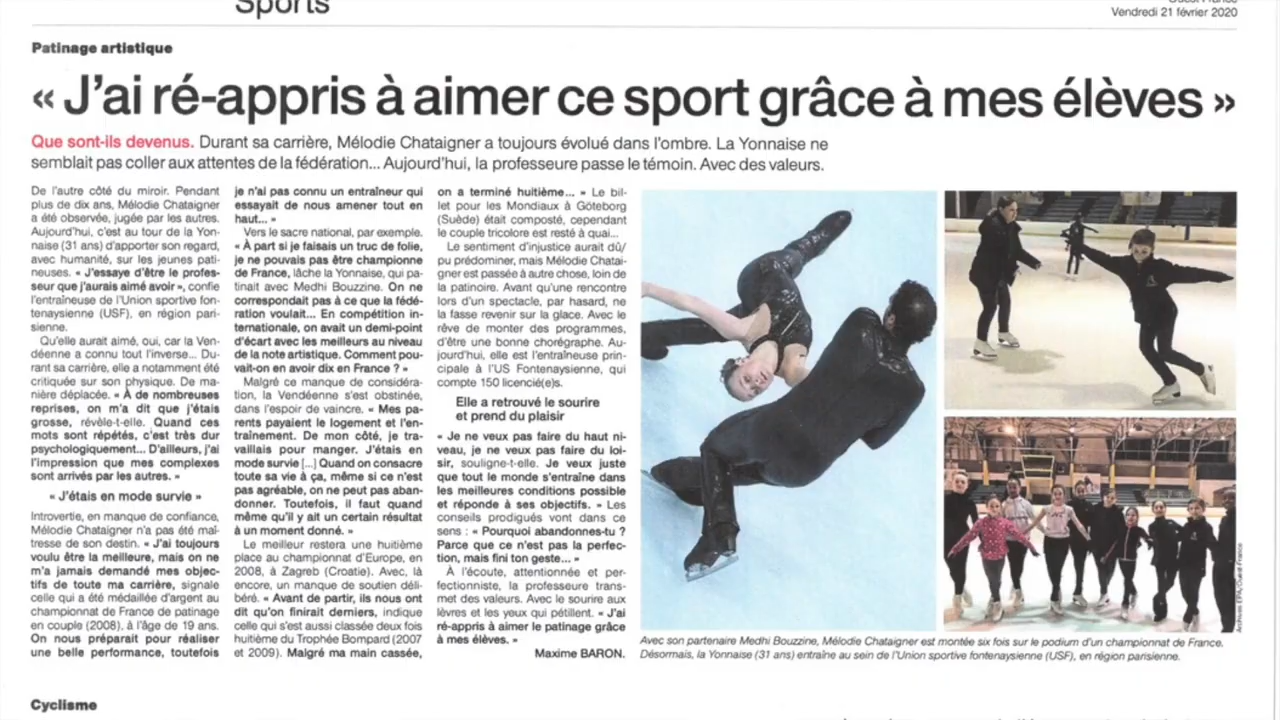 Sports
Vendredi 21 février 2020
Patinage artistique
« J'ai ré-appris à aimer ce sport grâce à mes élèves »
Que sont-ils devenus. Durant sa carrière, Mélodie Chataigner a toujours évolué dans l'ombre. La Yonnaise ne
semblait pas coller aux attentes de la fédération... Aujourd'hui, la professeure passe le témoin. Avec des valeurs.
De l'autre côté du miroir. Pendant
plus de dix ans, Mélodie Chataigner
a été observée, jugée par les autres.
Aujourd'hui, c'est au tour de la Yon-
naise (31 ans) d'apporter son regard,
avec humanité, sur les jeunes pati-
neuses. « J'essaye d'être le profes-
seur que j'aurais aimé avoir », confie
l'entraîneuse de l'Union sportive fon-
tenaysienne (USF), en région pari-
sienne.
Qu'elle aurait aimé, oui, car la Ven-
déenne a connu tout l'inverse... Du-
rant sa carrière, elle a notamment été
critiquée sur son physique. De ma-
nière déplacée. « À de nombreuses
reprises, on m'a dit que j'étais
grosse, révèle-t-elle. Quand ces
mots sont répétés, c'est très dur
psychologiquement... D'ailleurs, j'ai
l'impression que mes complexes
sont arrivés par les autres. »
« J'étais en mode survie »
Introvertie, en manque de confiance,
Mélodie Chataigner n'a pas été maî-
tresse de son destin. « J'ai toujours
voulu être la meilleure, mais on ne
m'a jamais demandé mes objec-
tifs de toute ma carrière, signale
celle qui a été médaillée d'argent au
championnat de France de patinage
en couple (2008), à l'âge de 19 ans.
On nous préparait pour réaliser
une belle performance, toutefois
je n'ai pas connu un entraîneur qui
essayait de nous amener tout en
haut... »
Vers le sacre national, par exemple.
« À part si je faisais un truc de folie,
je ne pouvais pas être championne
de France, lâche la Yonnaise, qui pa-
tinait avec Medhi Bouzzine. On ne
correspondait pas à ce que la fédé-
ration voulait... En compétition in-
ternationale, on avait un demi-point
d'écart avec les meilleurs au niveau
de la note artistique. Comment pou-
vait-on en avoir dix en France ? »
Malgré ce manque de considéra-
tion, la Vendéenne s'est obstinée,
dans l'espoir de vaincre. « Mes pa-
rents payaient le logement et l'en-
traînement. De mon côté, je tra-
vaillais pour manger. J'étais en
mode survie [...] Quand on consacre
toute sa vie à ça, même si ce n'est
pas agréable, on ne peut pas aban-
donner. Toutefois, il faut quand
même qu'il y ait un certain résultat
à un moment donné. »
Le meilleur restera une huitième
place au championnat d'Europe, en
2008, à Zagreb (Croatie). Avec, là
encore, un manque de soutien déli-
béré. « Avant de partir, ils nous ont
dit qu'on finirait derniers, indique
celle qui s'est aussi classée deux fois
huitième du Trophée Bompard (2007
et 2009). Malgré ma main cassée,
on a terminé huitième... » Le bil-
let pour les Mondiaux à Göteborg
(Suède) était composté, cependant
le couple tricolore est resté à quai...
Le sentiment d'injustice aurait dû/
pu prédominer, mais Mélodie Chatai-
gner est passée à autre chose, loin de
la patinoire. Avant qu'une rencontre
lors d'un spectacle, par hasard, ne
la fasse revenir sur la glace. Avec le
rêve de monter des programmes,
d'être une bonne chorégraphe. Au-
jourd'hui, elle est l'entraîneuse prin-
cipale à l'US Fontenaysienne, qui
compte 150 licencié(e)s.
Elle a retrouvé le sourire
et prend du plaisir
« Je ne veux pas faire du haut ni-
veau, je ne veux pas faire du loi-
sir, souligne-t-elle. Je veux juste
que tout le monde s'entraîne dans
les meilleures conditions possible
et réponde à ses objectifs. » Les
conseils prodigués vont dans ce
sens : « Pourquoi abandonnes-tu ?
Parce que ce n'est pas la perfec-
tion, mais fini ton geste... »
À l'écoute, attentionnée et per-
fectionniste, la professeure trans-
met des valeurs. Avec le sourire aux
lèvres et les yeux qui pétillent. « J'ai
ré-appris à aimer le patinage grâce
à mes élèves. »
Maxime BARON.
Archives EPA/Ouest-France
Avec son partenaire Medhi Bouzzine, Mélodie Chataigner est montée six fois sur le podium d'un championnat de France.
Désormais, la Yonnaise (31 ans) entraîne au sein de l'Union sportive fontenaysienne (USF), en région parisienne.
Cyclisme